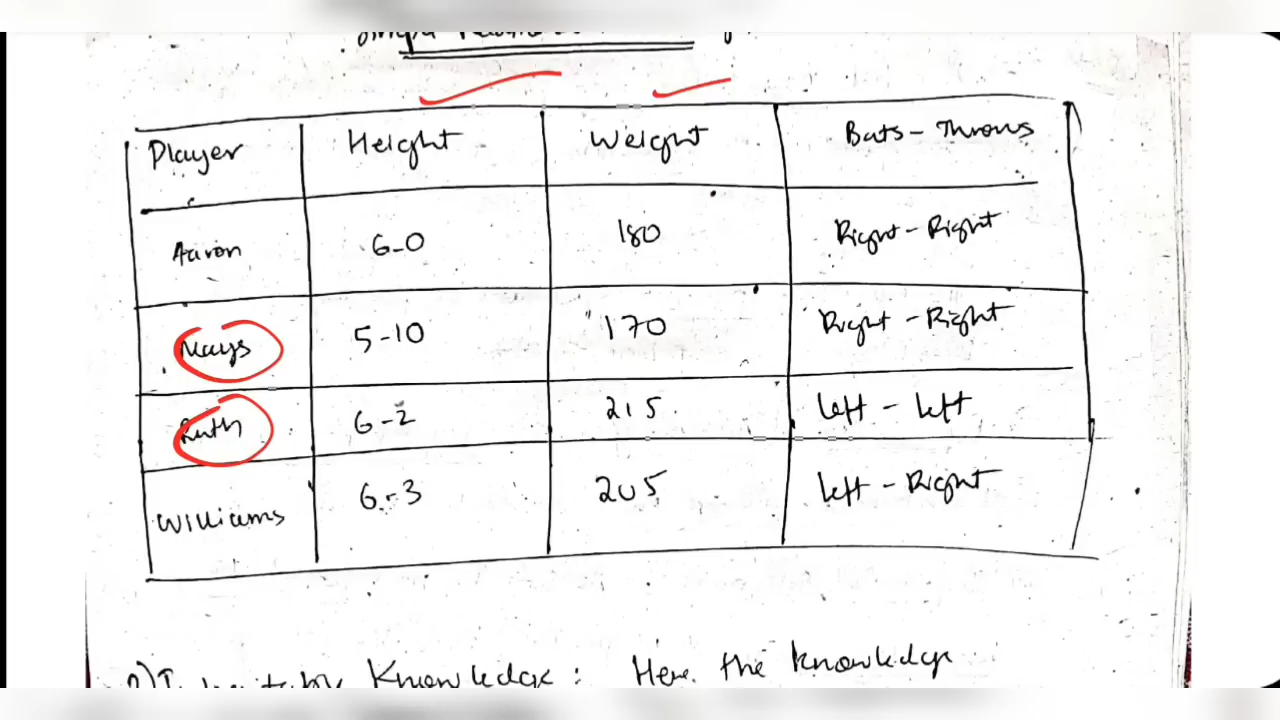 Player Height Weight Bats - Throws
Aaron 6-0 180 Right - Right
Mays 5-10 170 Right - Right
Ruth 6-2 215 Left - Left
Williams 6-3 205 Left - Right
Knowledge: Here the knowledge